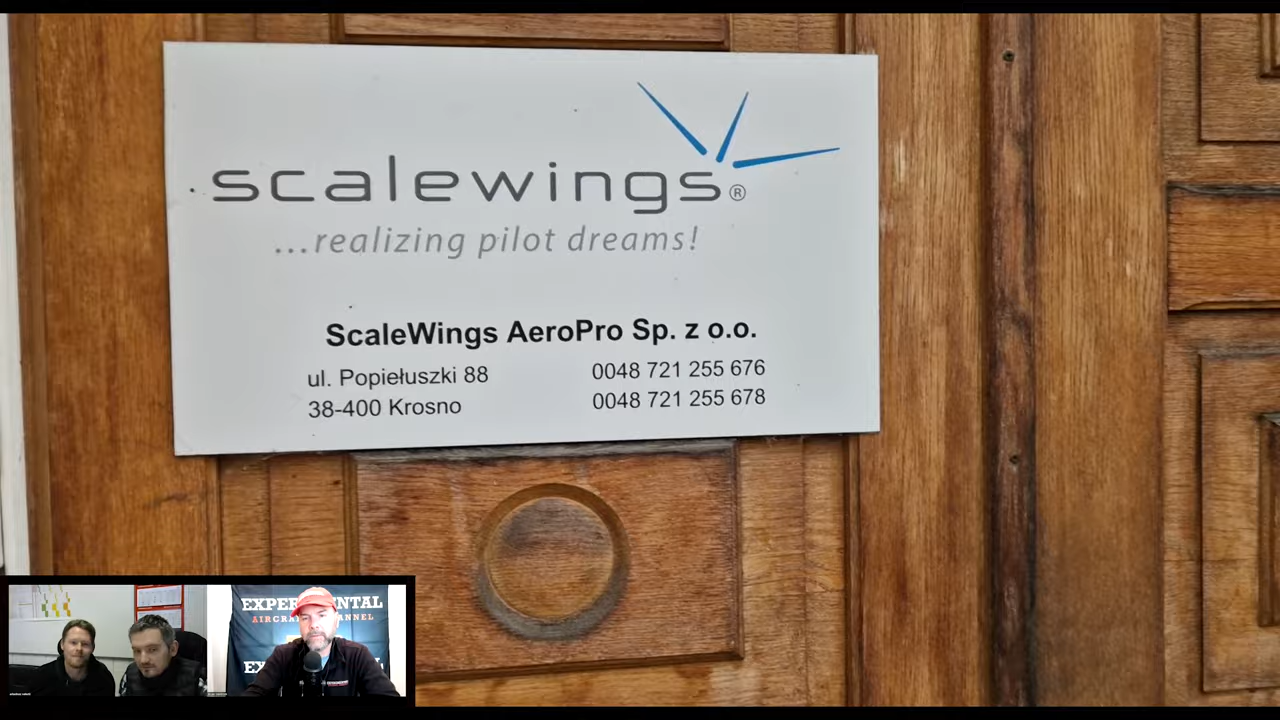 scalewings®
...realizing pilot dreams!
ScaleWings AeroPro Sp. z o.o.
ul. Popiełuszki 88
0048 721 255 676
38-400 Krosno
0048 721 255 678
EXPERIMENTAL
AIRCRAFT CHANNEL